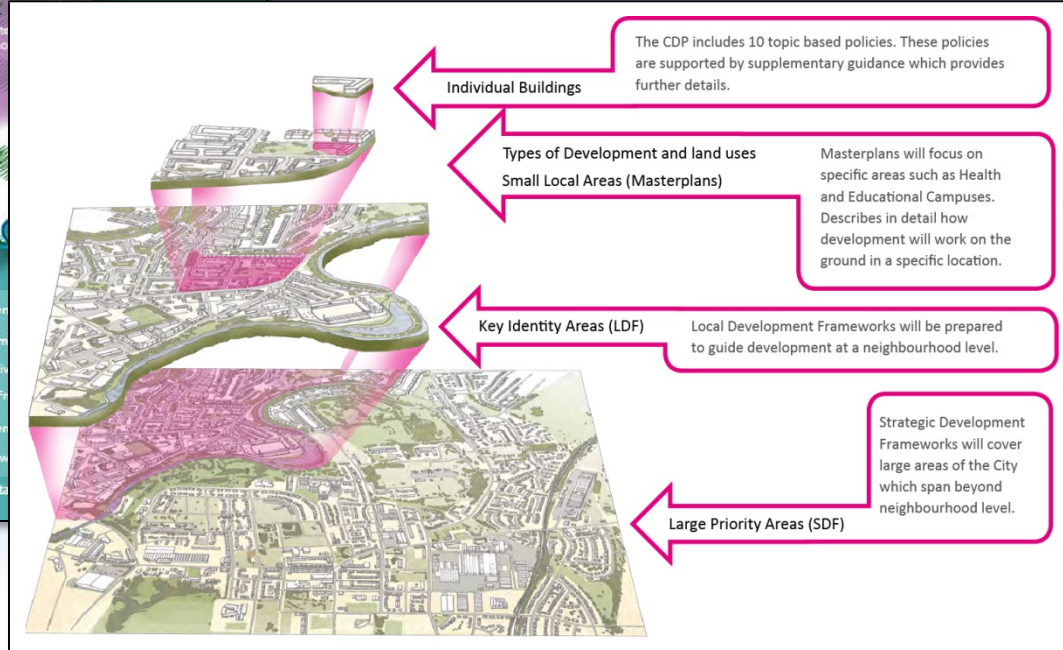 The CDP includes 10 topic based policies. These policies
are supported by supplementary guidance which provides
further details.
Individual Buildings
Types of Development and land uses
Small Local Areas (Masterplans)
Masterplans will focus on
specific areas such as Health
and Educational Campuses.
Describes in detail how
development will work on the
ground in a specific location.
Key Identity Areas (LDF)
Local Development Frameworks will be prepared
to guide development at a neighbourhood level.
Strategic Development
Frameworks will cover
large areas of the City
which span beyond
neighbourhood level.
Large Priority Areas (SDF)